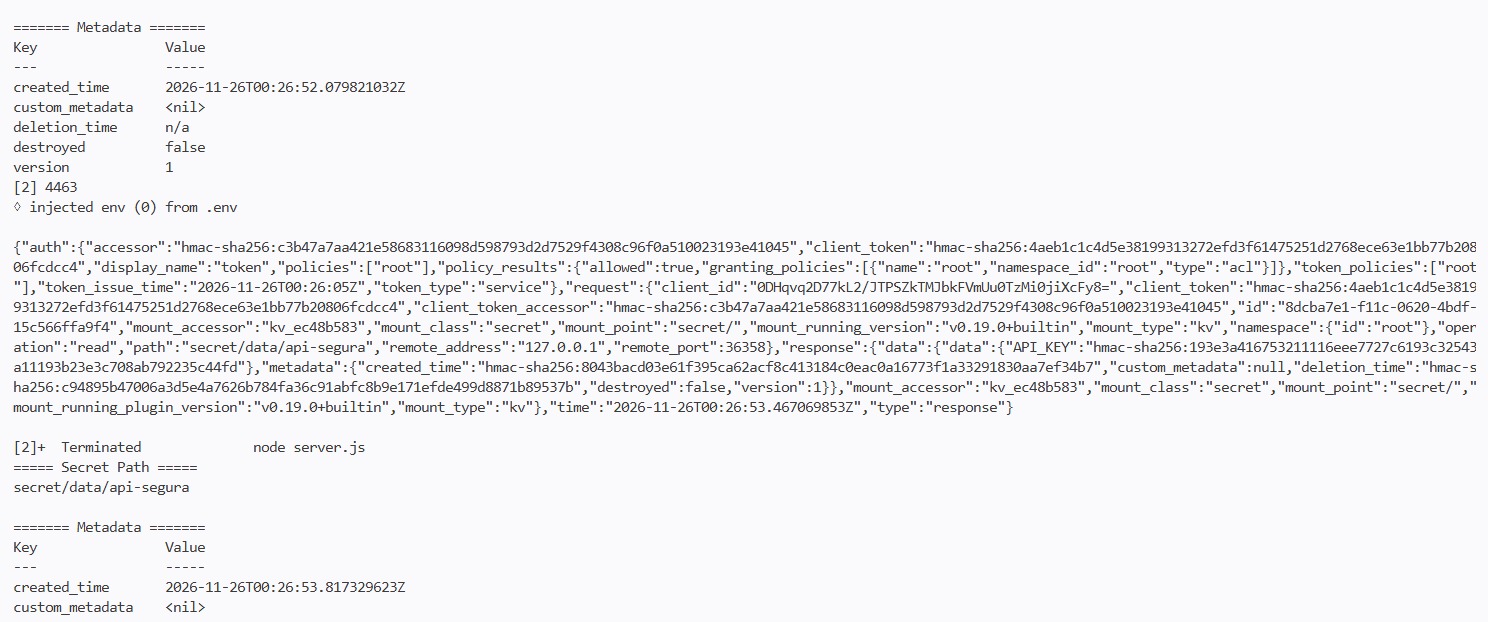 ======= Metadata =======
Key                Value
---                -----
created_time       2026-11-26T00:26:52.079821032Z
custom_metadata    <nil>
deletion_time      n/a
destroyed          false
version            1
[2] 4463
◊ injected env (0) from .env
{"auth":{"accessor":"hmac-sha256:c3b47a7aa421e58683116098d598793d2d7529f4308c96f0a510023193e41045","client_token":"hmac-sha256:4aeb1c1c4d5e38199313272efd3f61475251d2768ece63e1bb77b208
06fcdcc4","display_name":"token","policies":["root"],"policy_results":{"allowed":true,"granting_policies":[{"name":"root","namespace_id":"root","type":"acl"}]},"token_policies":["root
"],"token_issue_time":"2026-11-26T00:26:05Z","token_type":"service"},"request":{"client_id":"0DHqvq2D77kL2/JTPSZkTMJbkFVmUu0TzMi0jiXcFy8=","client_token":"hmac-sha256:4aeb1c1c4d5e3819
9313272efd3f61475251d2768ece63e1bb77b20806fcdcc4","client_token_accessor":"hmac-sha256:c3b47a7aa421e58683116098d598793d2d7529f4308c96f0a510023193e41045","id":"8dcba7e1-f11c-0620-4bdf-
15c566ffa9f4","mount_accessor":"kv_ec48b583","mount_class":"secret","mount_point":"secret/","mount_running_version":"v0.19.0+builtin","mount_type":"kv","namespace":{"id":"root"},"oper
ation":"read","path":"secret/data/api-segura","remote_address":"127.0.0.1","remote_port":36358},"response":{"data":{"data":{"API_KEY":"hmac-sha256:193e3a416753211116eee7727c6193c32543
a11193b23e3c708ab792235c44fd"},"metadata":{"created_time":"hmac-sha256:8043bacd03e61f395ca62acf8c413184c0eac0a16773f1a33291830aa7ef34b7","custom_metadata":null,"deletion_time":"hmac-s
ha256:c94895b47006a3d5e4a7626b784fa36c91abfc8b9e171efde499d8871b89537b","destroyed":false,"version":1}},"mount_accessor":"kv_ec48b583","mount_class":"secret","mount_point":"secret/","
mount_running_plugin_version":"v0.19.0+builtin","mount_type":"kv"},"time":"2026-11-26T00:26:53.467069853Z","type":"response"}
[2]+  Terminated              node server.js
===== Secret Path =====
secret/data/api-segura
======= Metadata =======
Key                Value
---                -----
created_time       2026-11-26T00:26:53.817329623Z
custom_metadata    <nil>